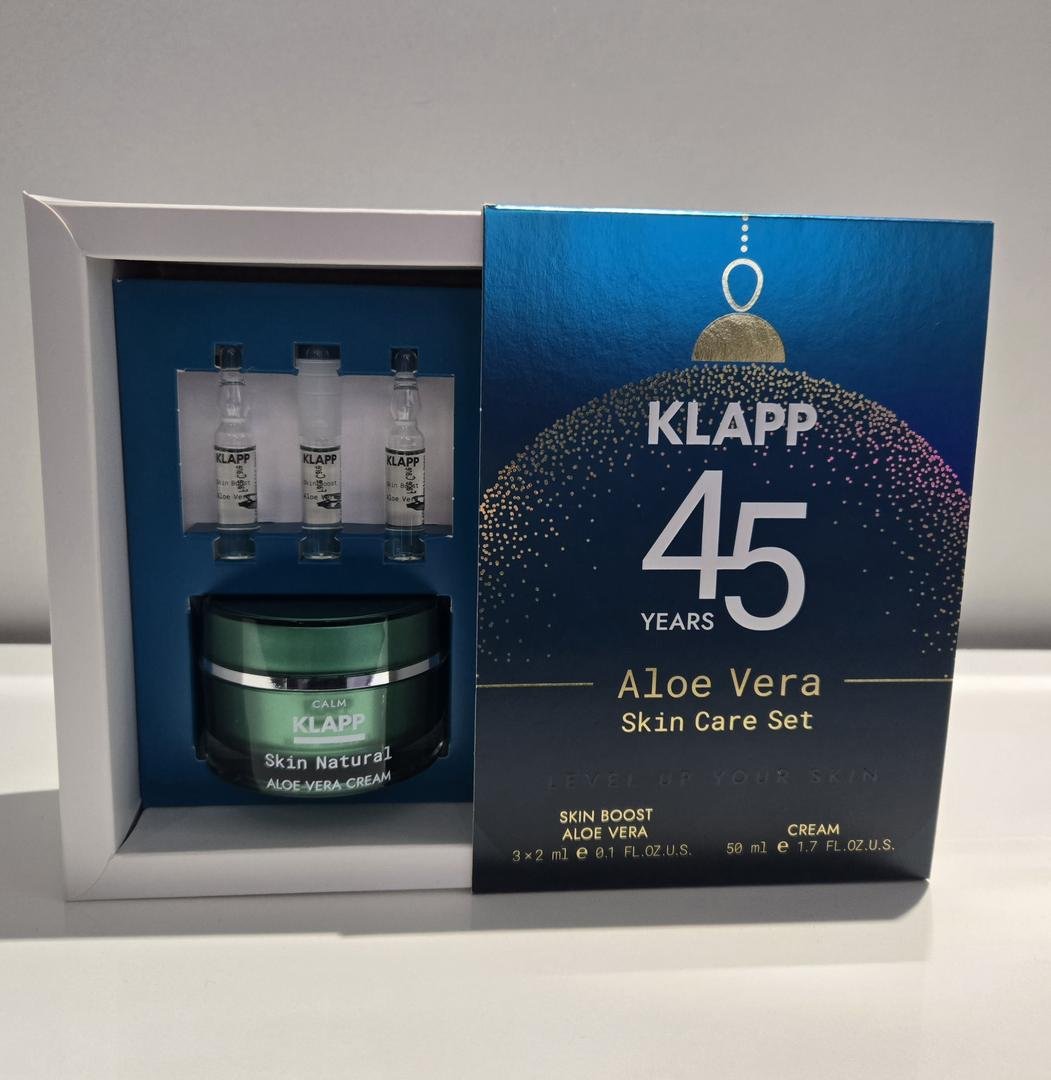 KLAPP
Skin Boost
Aloe Vera
KLAPP
Skin Boost
Aloe
KLAPP
Skin Boost
Aloe Vera
CALM
KLAPP
Skin Natural
ALOE VERA CREAM
KLAPP
45
YEARS
Aloe Vera
Skin Care Set
LEVEL UP YOUR SKIN
SKIN BOOST
ALOE VERA
3×2 ml ℮ 0.1 FL.OZ.U.S.
CREAM
50 ml ℮ 1.7 FL.OZ.U.S.